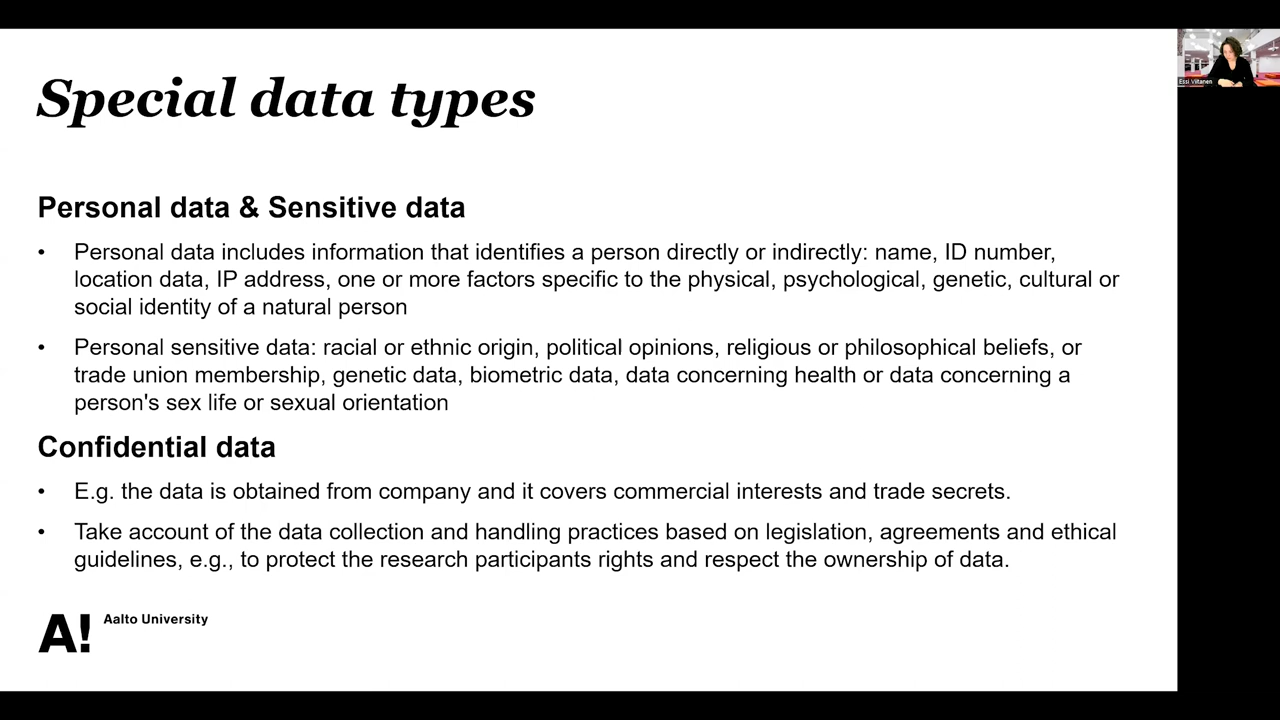 Special data types
Essi Viitanen
Personal data & Sensitive data
• Personal data includes information that identifies a person directly or indirectly: name, ID number,
location data, IP address, one or more factors specific to the physical, psychological, genetic, cultural or
social identity of a natural person
• Personal sensitive data: racial or ethnic origin, political opinions, religious or philosophical beliefs, or
trade union membership, genetic data, biometric data, data concerning health or data concerning a
person's sex life or sexual orientation
Confidential data
• E.g. the data is obtained from company and it covers commercial interests and trade secrets.
• Take account of the data collection and handling practices based on legislation, agreements and ethical
guidelines, e.g., to protect the research participants rights and respect the ownership of data.
A! Aalto University